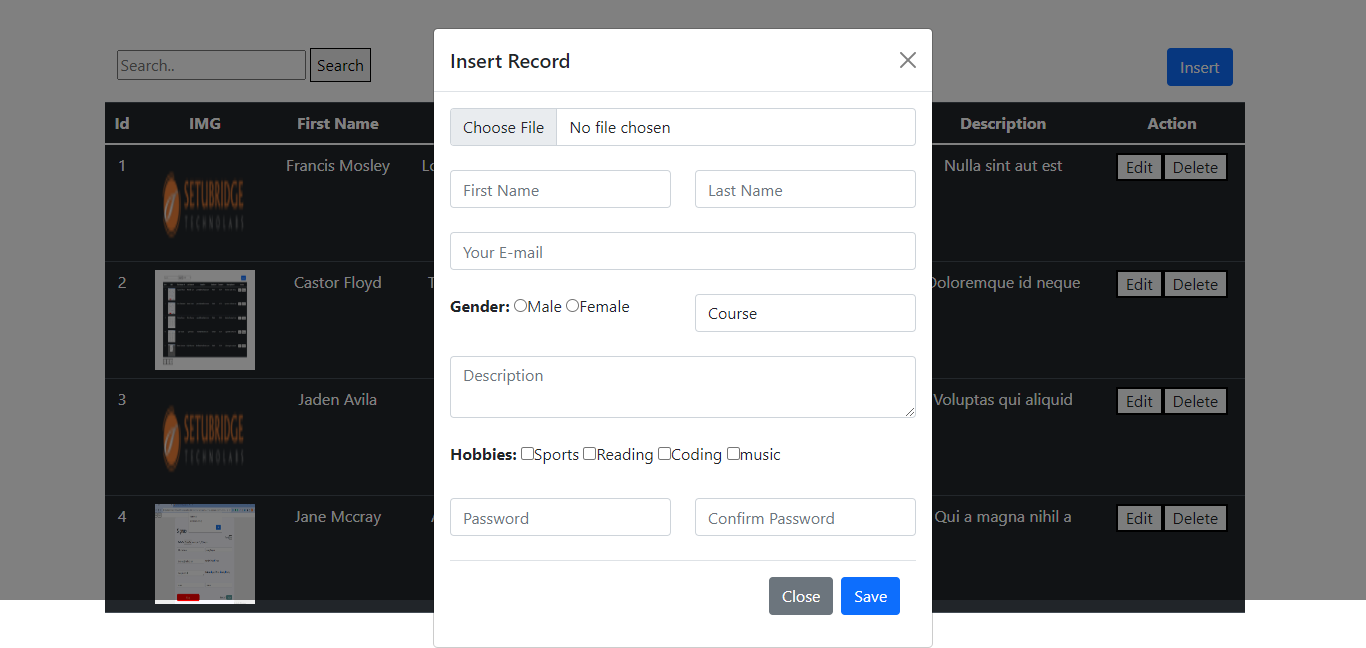 Insert Record
Search.. Search Insert
Id IMG First Name Description Action
Choose File No file chosen
1 SETUBRIDGE TECHNOLABS Francis Mosley Lo Nulla sint aut est Edit Delete
First Name Last Name
Your E-mail
2 Castor Floyd T Doloremque id neque Edit Delete
Gender: Male Female Course
Description
3 SETUBRIDGE TECHNOLABS Jaden Avila Voluptas qui aliquid Edit Delete
Hobbies: Sports Reading Coding music
4 Jane Mccray Qui a magna nihil a Edit Delete
Password Confirm Password
Close Save